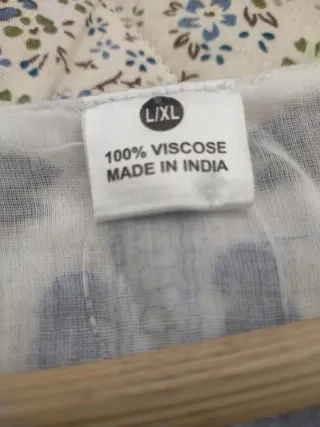 L/XL
100% VISCOSE
MADE IN INDIA